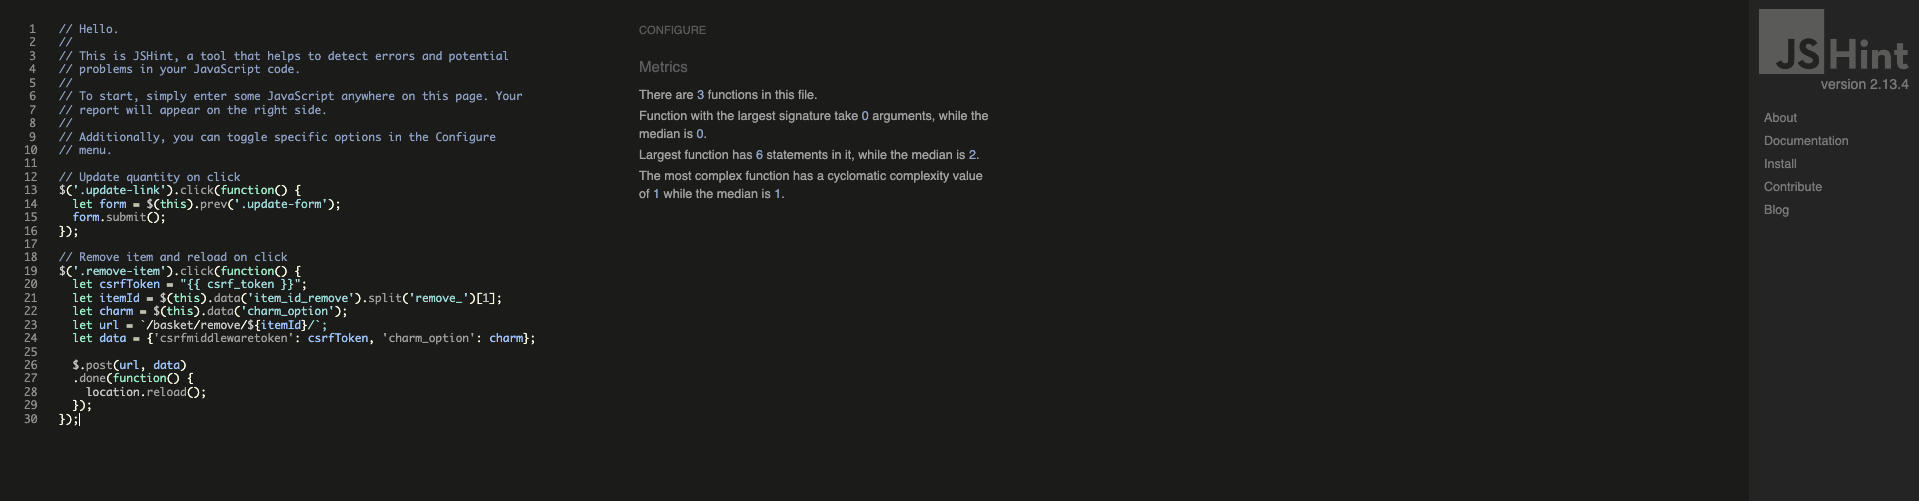 1 // Hello.
2 //
3 // This is JSHint, a tool that helps to detect errors and potential
4 // problems in your JavaScript code.
5 //
6 // To start, simply enter some JavaScript anywhere on this page. Your
7 // report will appear on the right side.
8 //
9 // Additionally, you can toggle specific options in the Configure
10 // menu.
11
12 // Update quantity on click
13 $('.update-link').click(function() {
14   let form = $(this).prev('.update-form');
15   form.submit();
16 });
17
18 // Remove item and reload on click
19 $('.remove-item').click(function() {
20   let csrfToken = "{{ csrf_token }}";
21   let itemId = $(this).data('item_id_remove').split('remove_')[1];
22   let charm = $(this).data('charm_option');
23   let url = `/basket/remove/${itemId}/`;
24   let data = {'csrfmiddlewaretoken': csrfToken, 'charm_option': charm};
25
26   $.post(url, data)
27   .done(function() {
28     location.reload();
29   });
30 });
CONFIGURE
Metrics
There are 3 functions in this file.
Function with the largest signature take 0 arguments, while the
median is 0.
Largest function has 6 statements in it, while the median is 2.
The most complex function has a cyclomatic complexity value
of 1 while the median is 1.
JSHint
version 2.13.4
About
Documentation
Install
Contribute
Blog